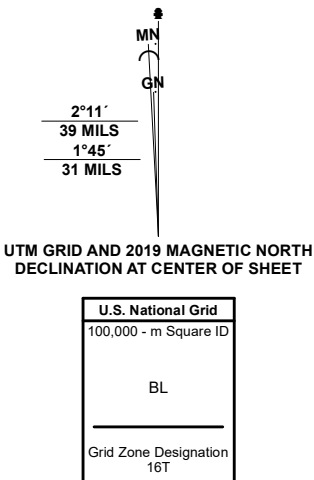 MN
GN
2°11´
39 MILS
1°45´
31 MILS
UTM GRID AND 2019 MAGNETIC NORTH
DECLINATION AT CENTER OF SHEET
U.S. National Grid
100,000 - m Square ID
BL
Grid Zone Designation
16T